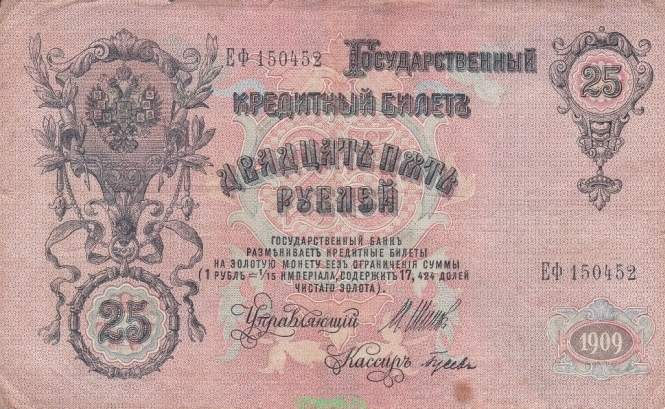 ЕФ 150452
Государственный
кредитный билетъ
двадцать пять
рублей
25
ГОСУДАРСТВЕННЫЙ БАНКЪ
РАЗМѢНИВАЕТЪ КРЕДИТНЫЕ БИЛЕТЫ
НА ЗОЛОТУЮ МОНЕТУ БЕЗЪ ОГРАНИЧЕНІЯ СУММЫ
(1 РУБЛЬ = 1/15 ИМПЕРІАЛА, СОДЕРЖИТЪ 17,424 ДОЛЕЙ
ЧИСТАГО ЗОЛОТА).
ЕФ 150452
25
Управляющій
Кассиръ Гусевъ
1909